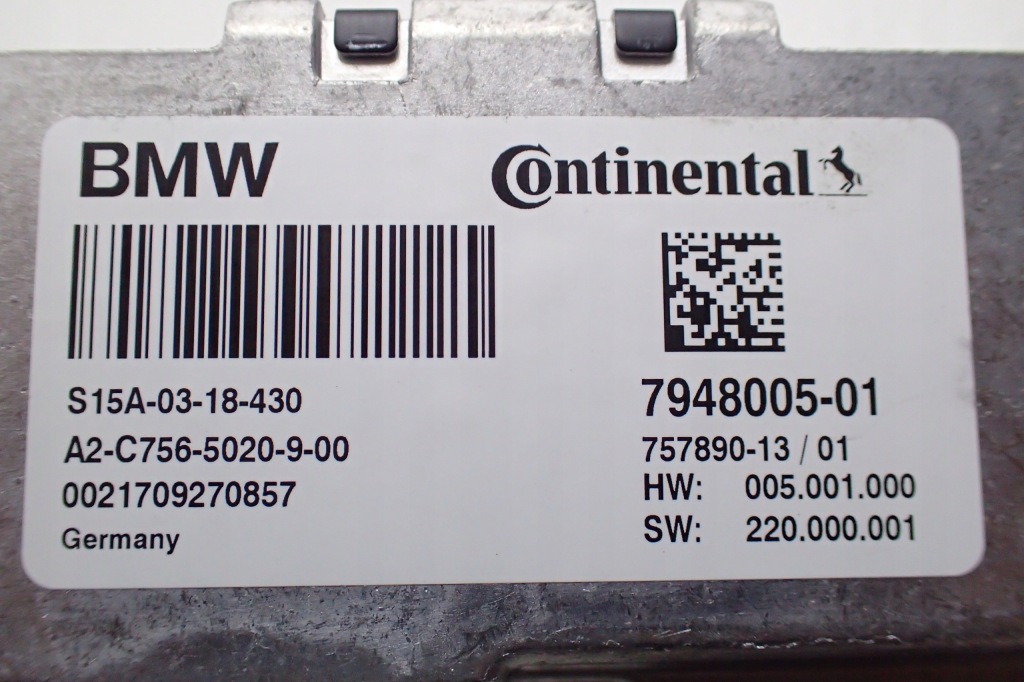 BMW
Continental
S15A-03-18-430
A2-C756-5020-9-00
0021709270857
Germany
7948005-01
757890-13 / 01
HW: 005.001.000
SW: 220.000.001